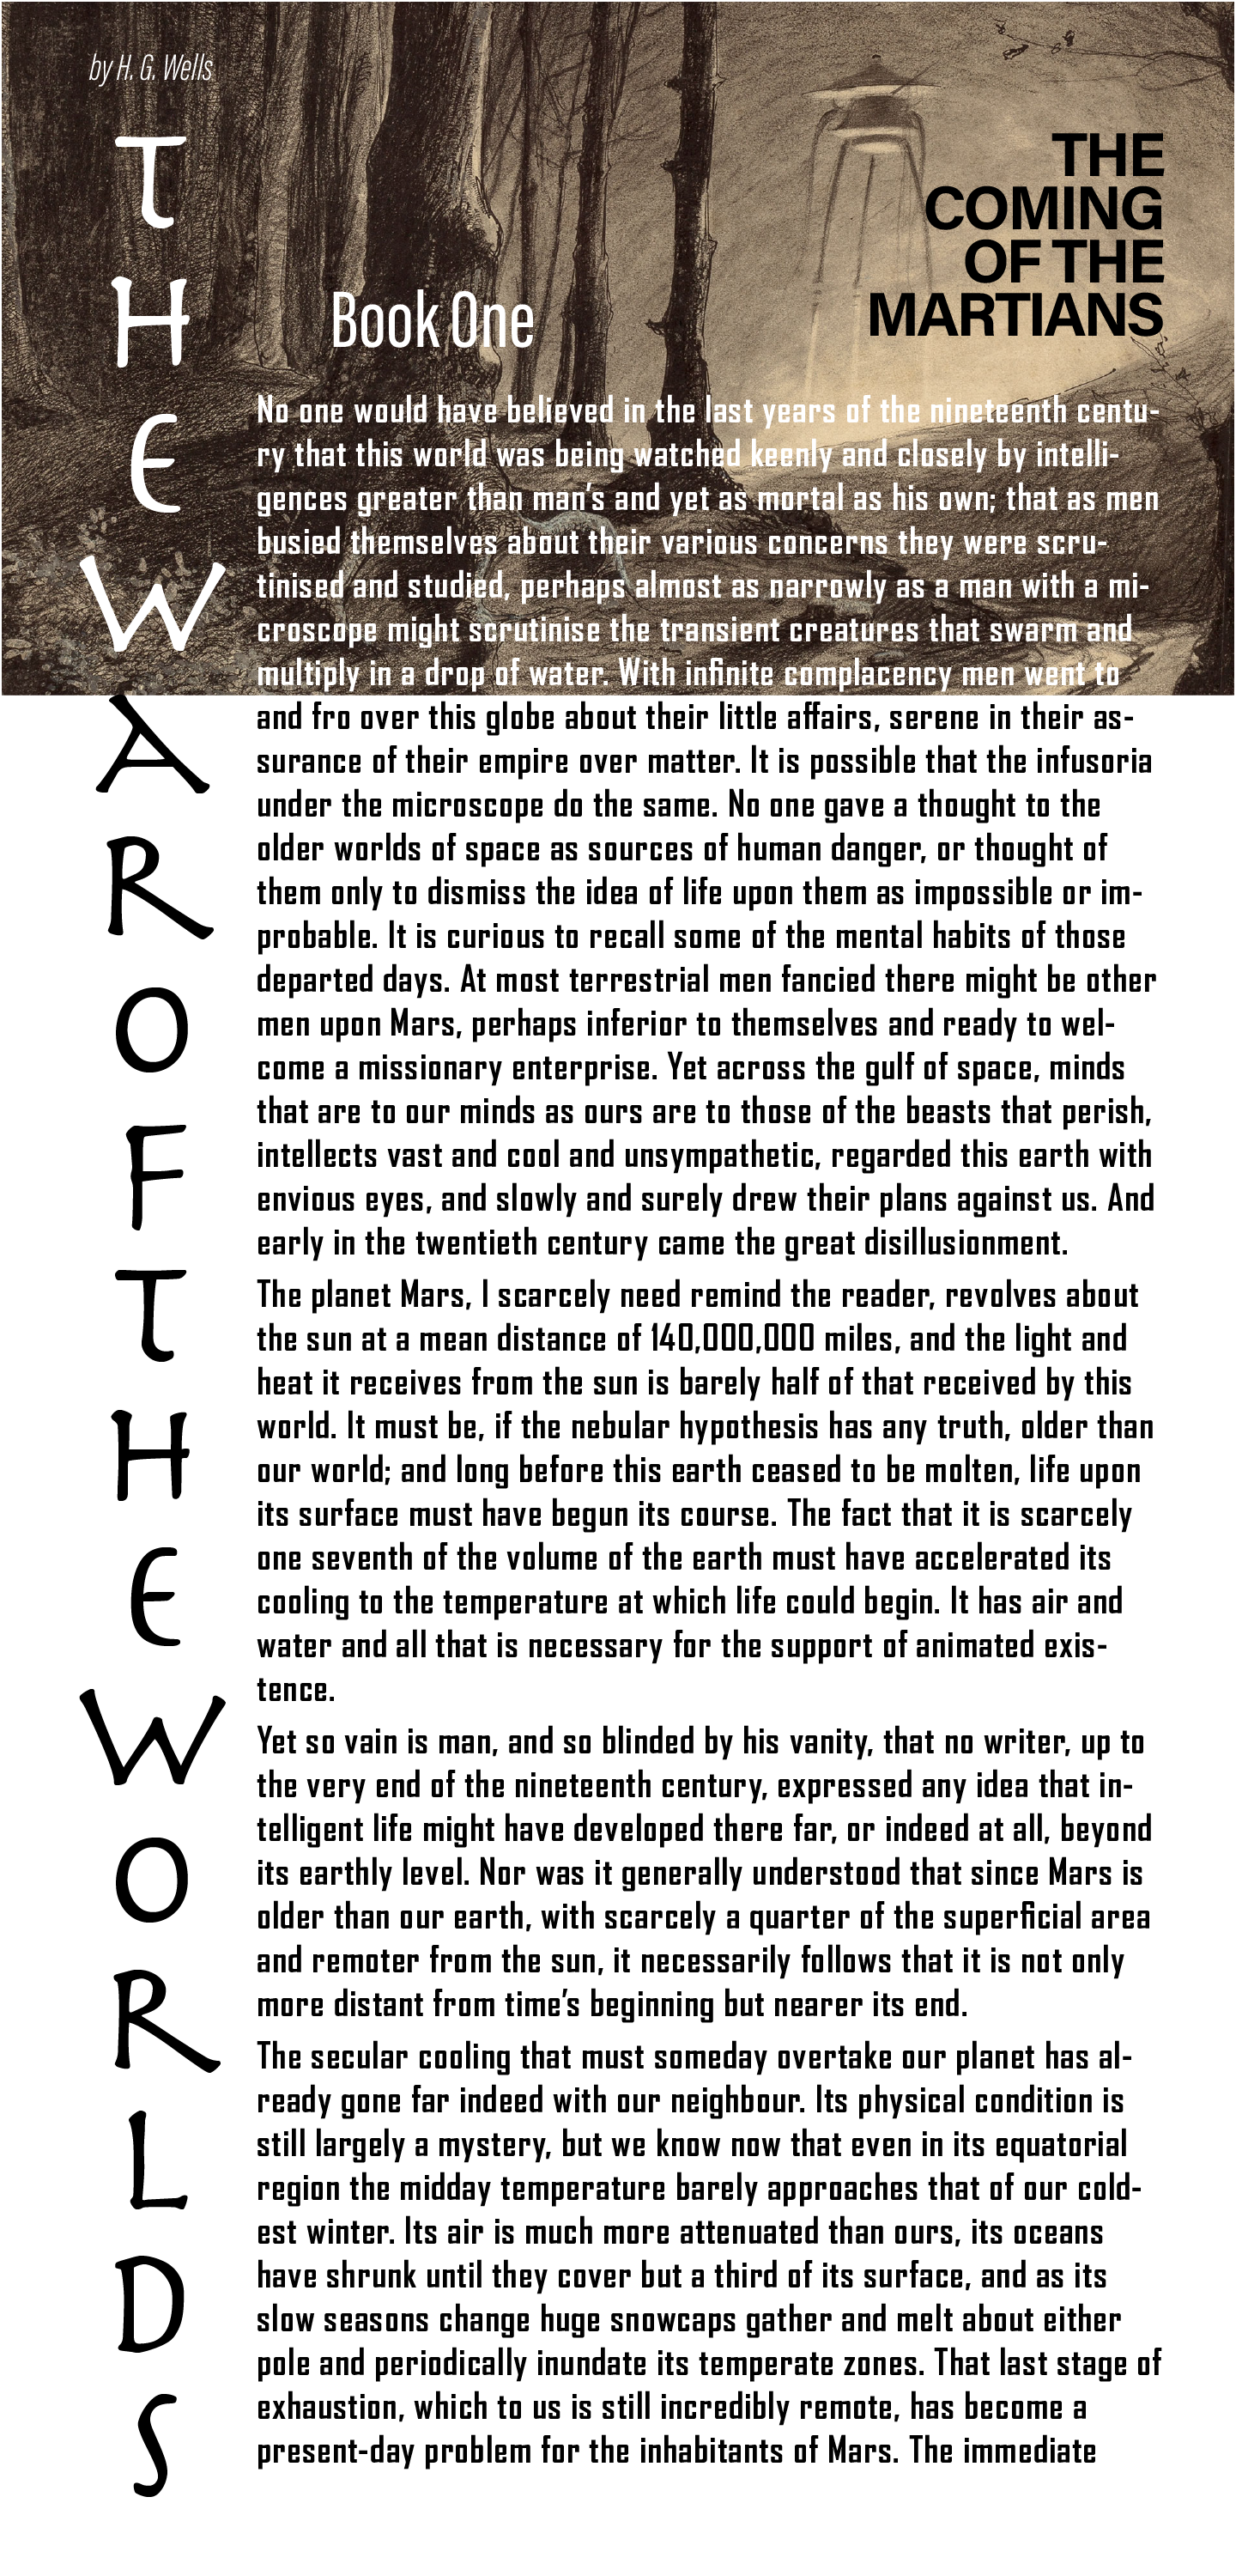 by H. G. Wells
THE WAR OF THE WORLDS
Book One
THE
COMING
OF THE
MARTIANS
No one would have believed in the last years of the nineteenth centu-
ry that this world was being watched keenly and closely by intelli-
gences greater than man’s and yet as mortal as his own; that as men
busied themselves about their various concerns they were scru-
tinised and studied, perhaps almost as narrowly as a man with a mi-
croscope might scrutinise the transient creatures that swarm and
multiply in a drop of water. With infinite complacency men went to
and fro over this globe about their little affairs, serene in their as-
surance of their empire over matter. It is possible that the infusoria
under the microscope do the same. No one gave a thought to the
older worlds of space as sources of human danger, or thought of
them only to dismiss the idea of life upon them as impossible or im-
probable. It is curious to recall some of the mental habits of those
departed days. At most terrestrial men fancied there might be other
men upon Mars, perhaps inferior to themselves and ready to wel-
come a missionary enterprise. Yet across the gulf of space, minds
that are to our minds as ours are to those of the beasts that perish,
intellects vast and cool and unsympathetic, regarded this earth with
envious eyes, and slowly and surely drew their plans against us. And
early in the twentieth century came the great disillusionment.
The planet Mars, I scarcely need remind the reader, revolves about
the sun at a mean distance of 140,000,000 miles, and the light and
heat it receives from the sun is barely half of that received by this
world. It must be, if the nebular hypothesis has any truth, older than
our world; and long before this earth ceased to be molten, life upon
its surface must have begun its course. The fact that it is scarcely
one seventh of the volume of the earth must have accelerated its
cooling to the temperature at which life could begin. It has air and
water and all that is necessary for the support of animated exis-
tence.
Yet so vain is man, and so blinded by his vanity, that no writer, up to
the very end of the nineteenth century, expressed any idea that in-
telligent life might have developed there far, or indeed at all, beyond
its earthly level. Nor was it generally understood that since Mars is
older than our earth, with scarcely a quarter of the superficial area
and remoter from the sun, it necessarily follows that it is not only
more distant from time’s beginning but nearer its end.
The secular cooling that must someday overtake our planet has al-
ready gone far indeed with our neighbour. Its physical condition is
still largely a mystery, but we know now that even in its equatorial
region the midday temperature barely approaches that of our cold-
est winter. Its air is much more attenuated than ours, its oceans
have shrunk until they cover but a third of its surface, and as its
slow seasons change huge snowcaps gather and melt about either
pole and periodically inundate its temperate zones. That last stage of
exhaustion, which to us is still incredibly remote, has become a
present-day problem for the inhabitants of Mars. The immediate